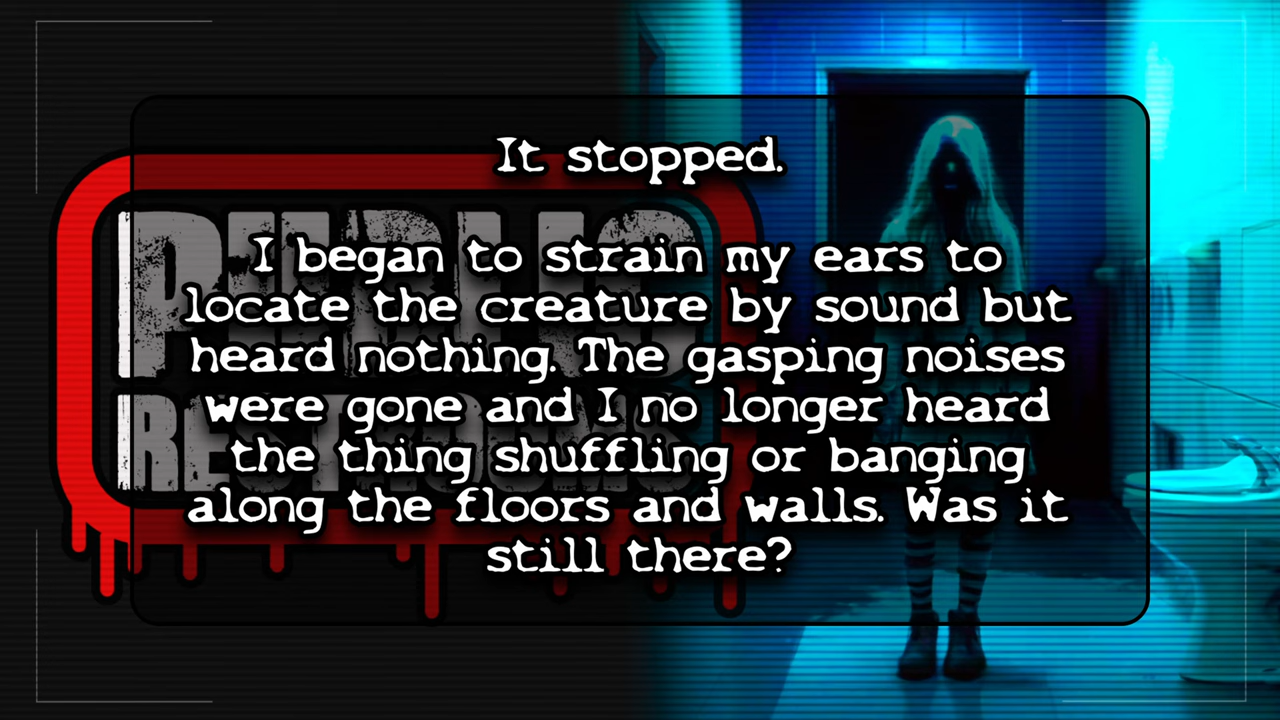 It stopped.
I began to strain my ears to
locate the creature by sound but
heard nothing. The gasping noises
were gone and I no longer heard
the thing shuffling or banging
along the floors and walls. Was it
still there?
PUBLIC
RESTROOMS